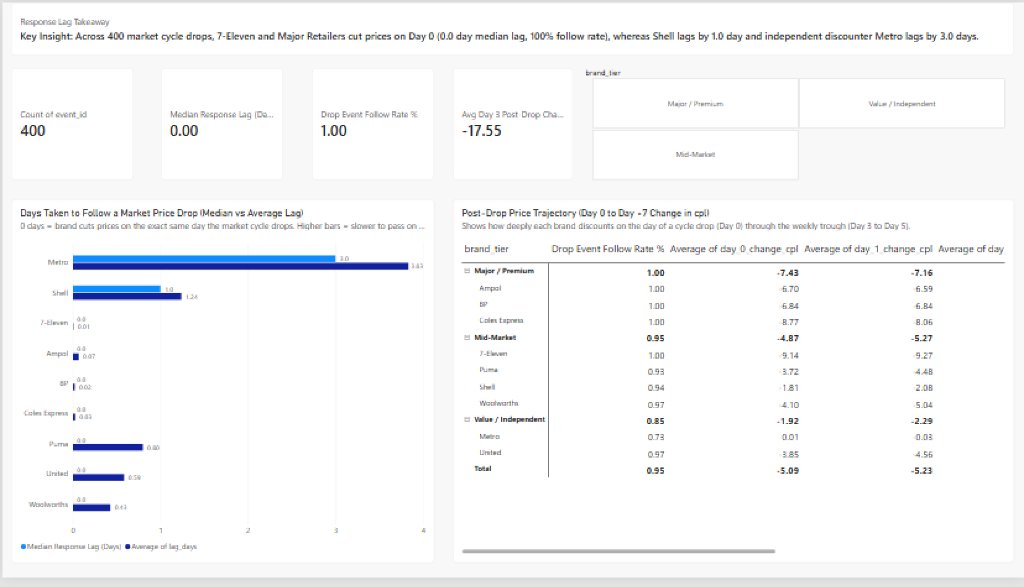 Response Lag Takeaway
Key Insight: Across 400 market cycle drops, 7-Eleven and Major Retailers cut prices on Day 0 (0.0 day median lag, 100% follow rate), whereas Shell lags by 1.0 day and independent discounter Metro lags by 3.0 days.
Count of event_id
400
Median Response Lag (Da...
0.00
Drop Event Follow Rate %
1.00
Avg Day 3 Post Drop Cha...
-17.55
brand_tier
Major / Premium
Value / Independent
Mid-Market
Days Taken to Follow a Market Price Drop (Median vs Average Lag)
0 days = brand cuts prices on the exact same day the market cycle drops. Higher bars = slower to pass on ...
Metro 3.0
3.83
Shell 1.0
1.24
7-Eleven 0.0
0.01
Ampol 0.0
0.07
BP 0.0
0.02
Coles Express 0.0
0.03
Puma 0.0
0.80
United 0.0
0.59
Woolworths 0.0
0.43
0 1 2 3 4
Median Response Lag (Days) Average of lag_days
Post-Drop Price Trajectory (Day 0 to Day -7 Change in cpl)
Shows how deeply each brand discounts on the day of a cycle drop (Day 0) through the weekly trough (Day 3 to Day 5).
brand_tier Drop Event Follow Rate % Average of day_0_change_cpl Average of day_1_change_cpl Average of day
Major / Premium 1.00 -7.43 -7.16
Ampol 1.00 -6.70 -6.59
BP 1.00 -6.84 -6.84
Coles Express 1.00 -8.77 -8.06
Mid-Market 0.95 -4.87 -5.27
7-Eleven 1.00 -9.14 -9.27
Puma 0.93 -3.72 -4.48
Shell 0.94 -1.81 -2.08
Woolworths 0.97 -4.10 -5.04
Value / Independent 0.85 -1.92 -2.29
Metro 0.73 0.01 -0.03
United 0.97 -3.85 -4.56
Total 0.95 -5.09 -5.23